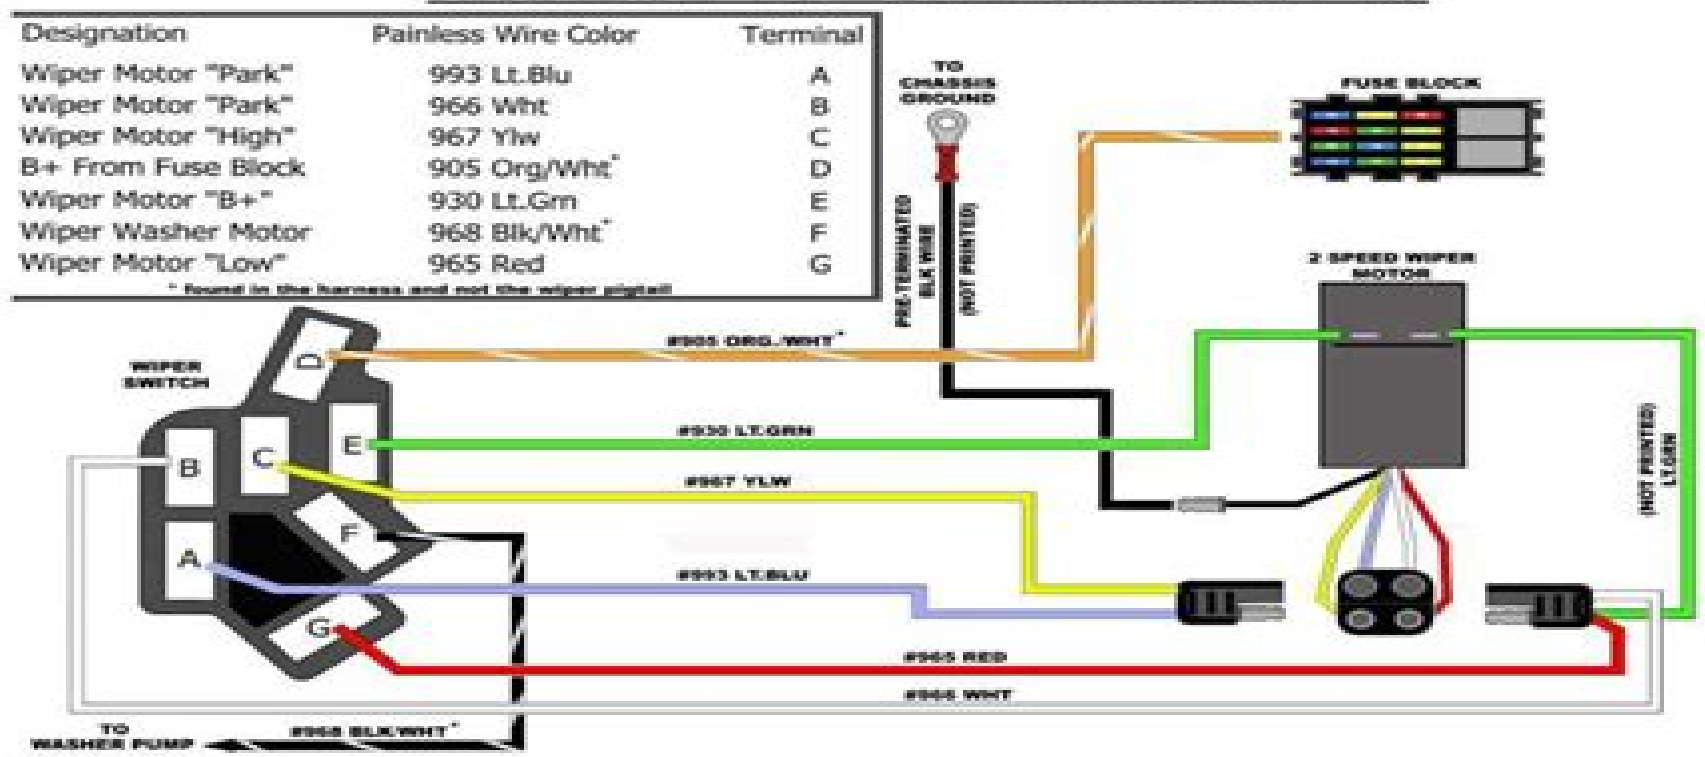 Designation Painless Wire Color Terminal
Wiper Motor "Park" 993 Lt.Blu A
Wiper Motor "Park" 966 Wht B
Wiper Motor "High" 967 Ylw C
B+ From Fuse Block 905 Org/Wht* D
Wiper Motor "B+" 930 Lt.Grn E
Wiper Washer Motor 968 Blk/Wht* F
Wiper Motor "Low" 965 Red G
* found in the harness and not the wiper pigtail
TO
CHASSIS
GROUND
FUSE BLOCK
PRE-TERMINATED
BLK WIRE
(NOT PRINTED)
2 SPEED WIPER
MOTOR
WIPER
SWITCH
#905 ORG./WHT*
D
#930 LT.GRN
E
C
B
#967 YLW
(NOT PRINTED)
LT.GRN
F
A
#993 LT.BLU
G
#965 RED
#966 WHT
TO
WASHER PUMP
#968 BLK/WHT*